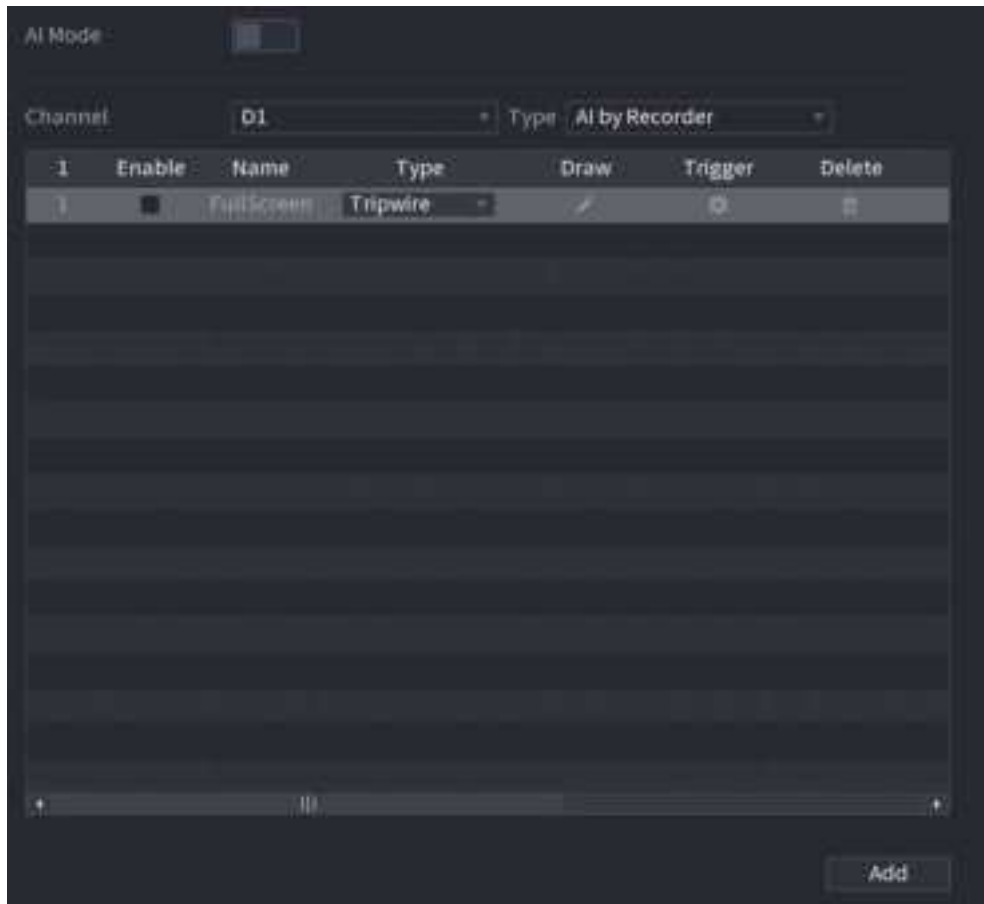 AI Mode
Channel D1 Type AI by Recorder
1 Enable Name Type Draw Trigger Delete
1 FullScreen Tripwire
Add